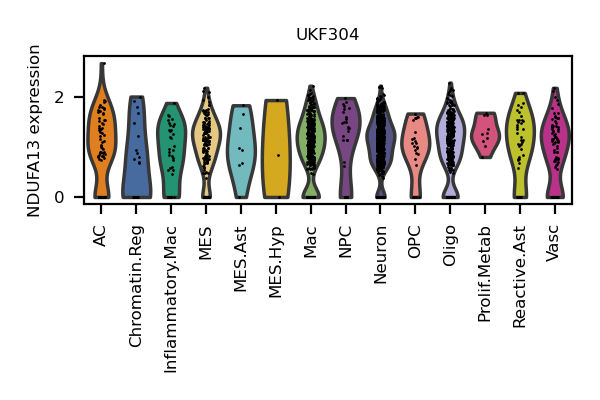 UKF304
NDUFA13 expression
2
0
AC
Chromatin.Reg
Inflammatory.Mac
MES
MES.Ast
MES.Hyp
Mac
NPC
Neuron
OPC
Oligo
Prolif.Metab
Reactive.Ast
Vasc